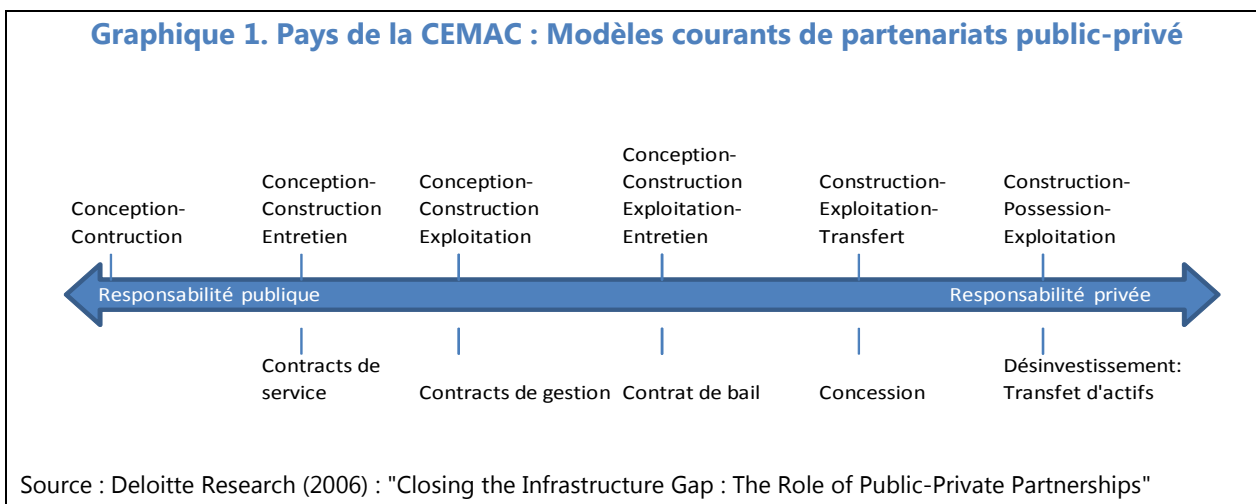 Graphique 1. Pays de la CEMAC : Modèles courants de partenariats public-privé
Conception-
Contruction
Conception-
Construction
Entretien
Conception-
Construction
Exploitation
Conception-
Construction
Exploitation-
Entretien
Construction-
Exploitation-
Transfert
Construction-
Possession-
Exploitation
Responsabilité publique
Responsabilité privée
Contracts de
service
Contracts de gestion
Contrat de bail
Concession
Désinvestissement:
Transfet d'actifs
Source : Deloitte Research (2006) : "Closing the Infrastructure Gap : The Role of Public-Private Partnerships"